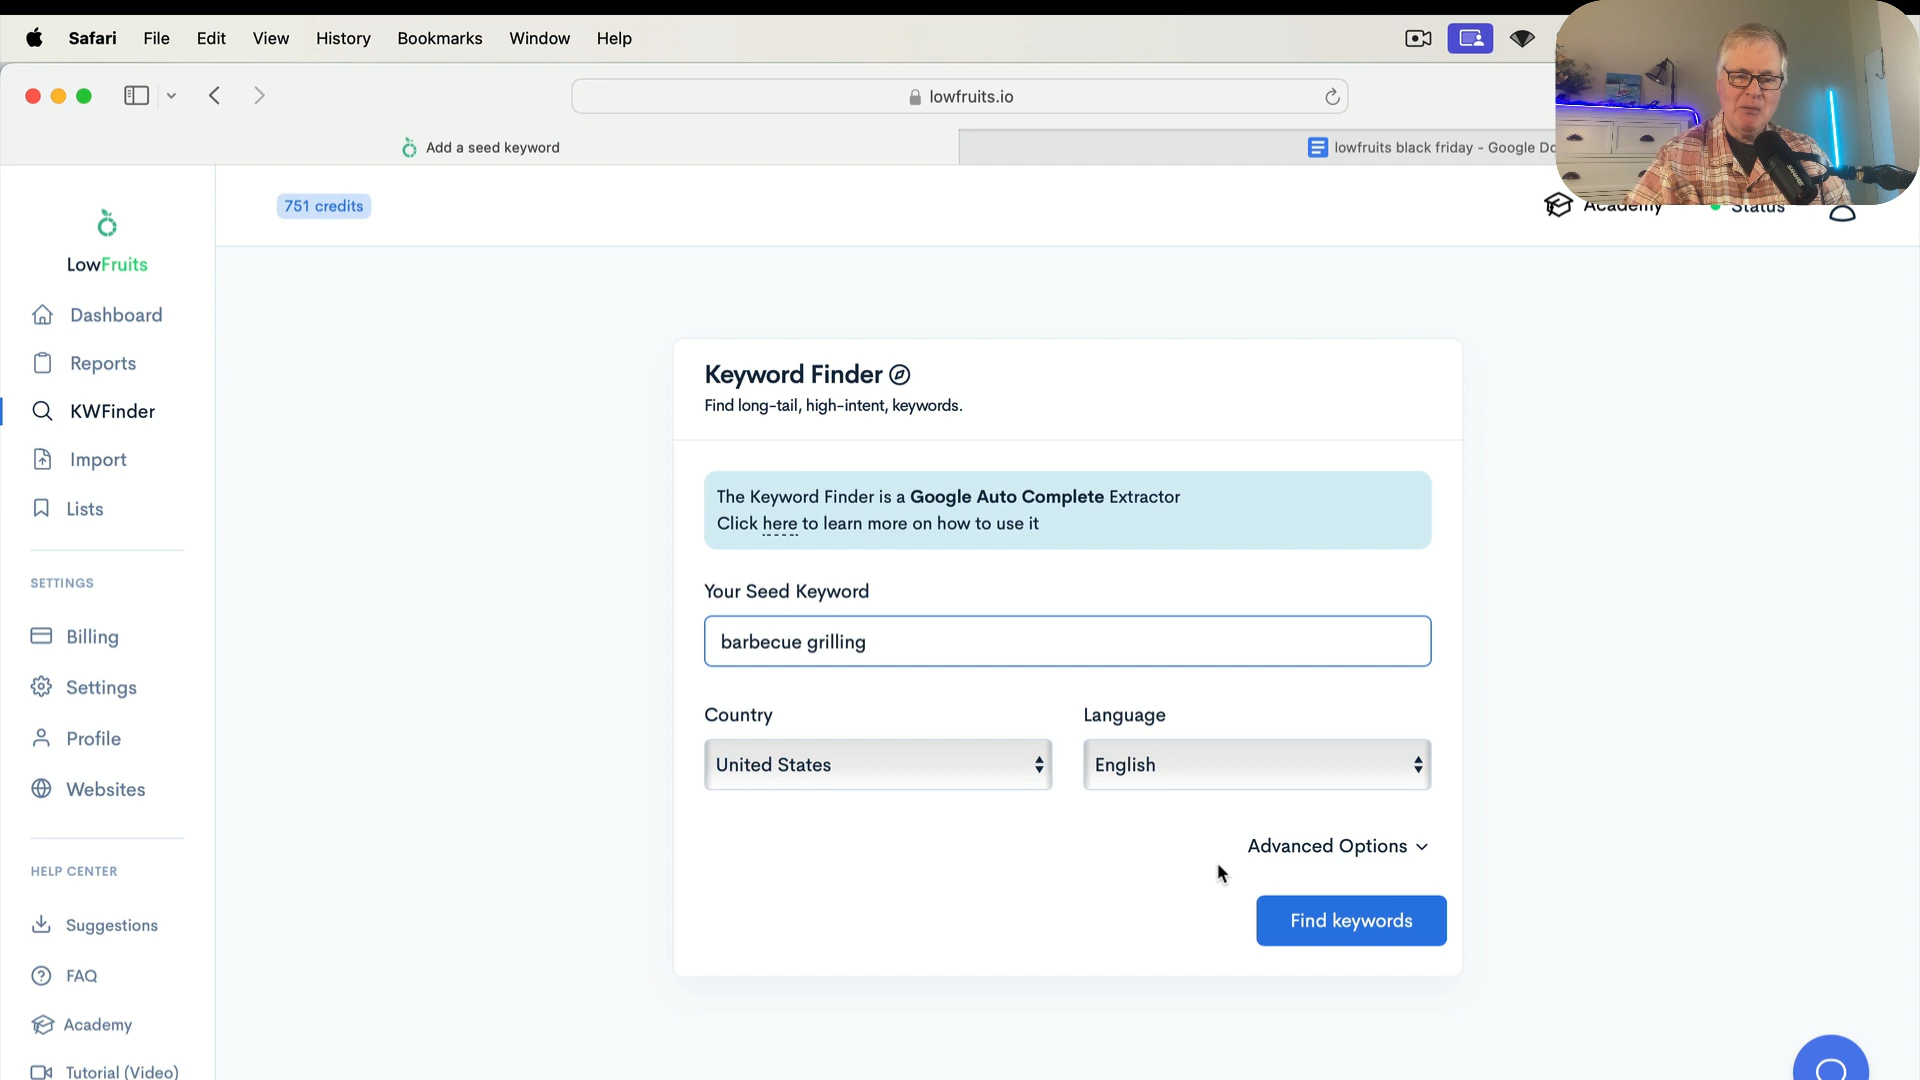 Safari File Edit View History Bookmarks Window Help
lowfruits.io
Add a seed keyword
lowfruits black friday - Google Do
751 credits
Academy
Status
LowFruits
Dashboard
Reports
KWFinder
Import
Lists
SETTINGS
Billing
Settings
Profile
Websites
HELP CENTER
Suggestions
FAQ
Academy
Tutorial (Video)
Keyword Finder
Find long-tail, high-intent, keywords.
The Keyword Finder is a Google Auto Complete Extractor
Click here to learn more on how to use it
Your Seed Keyword
barbecue grilling
Country
Language
United States
English
Advanced Options
Find keywords